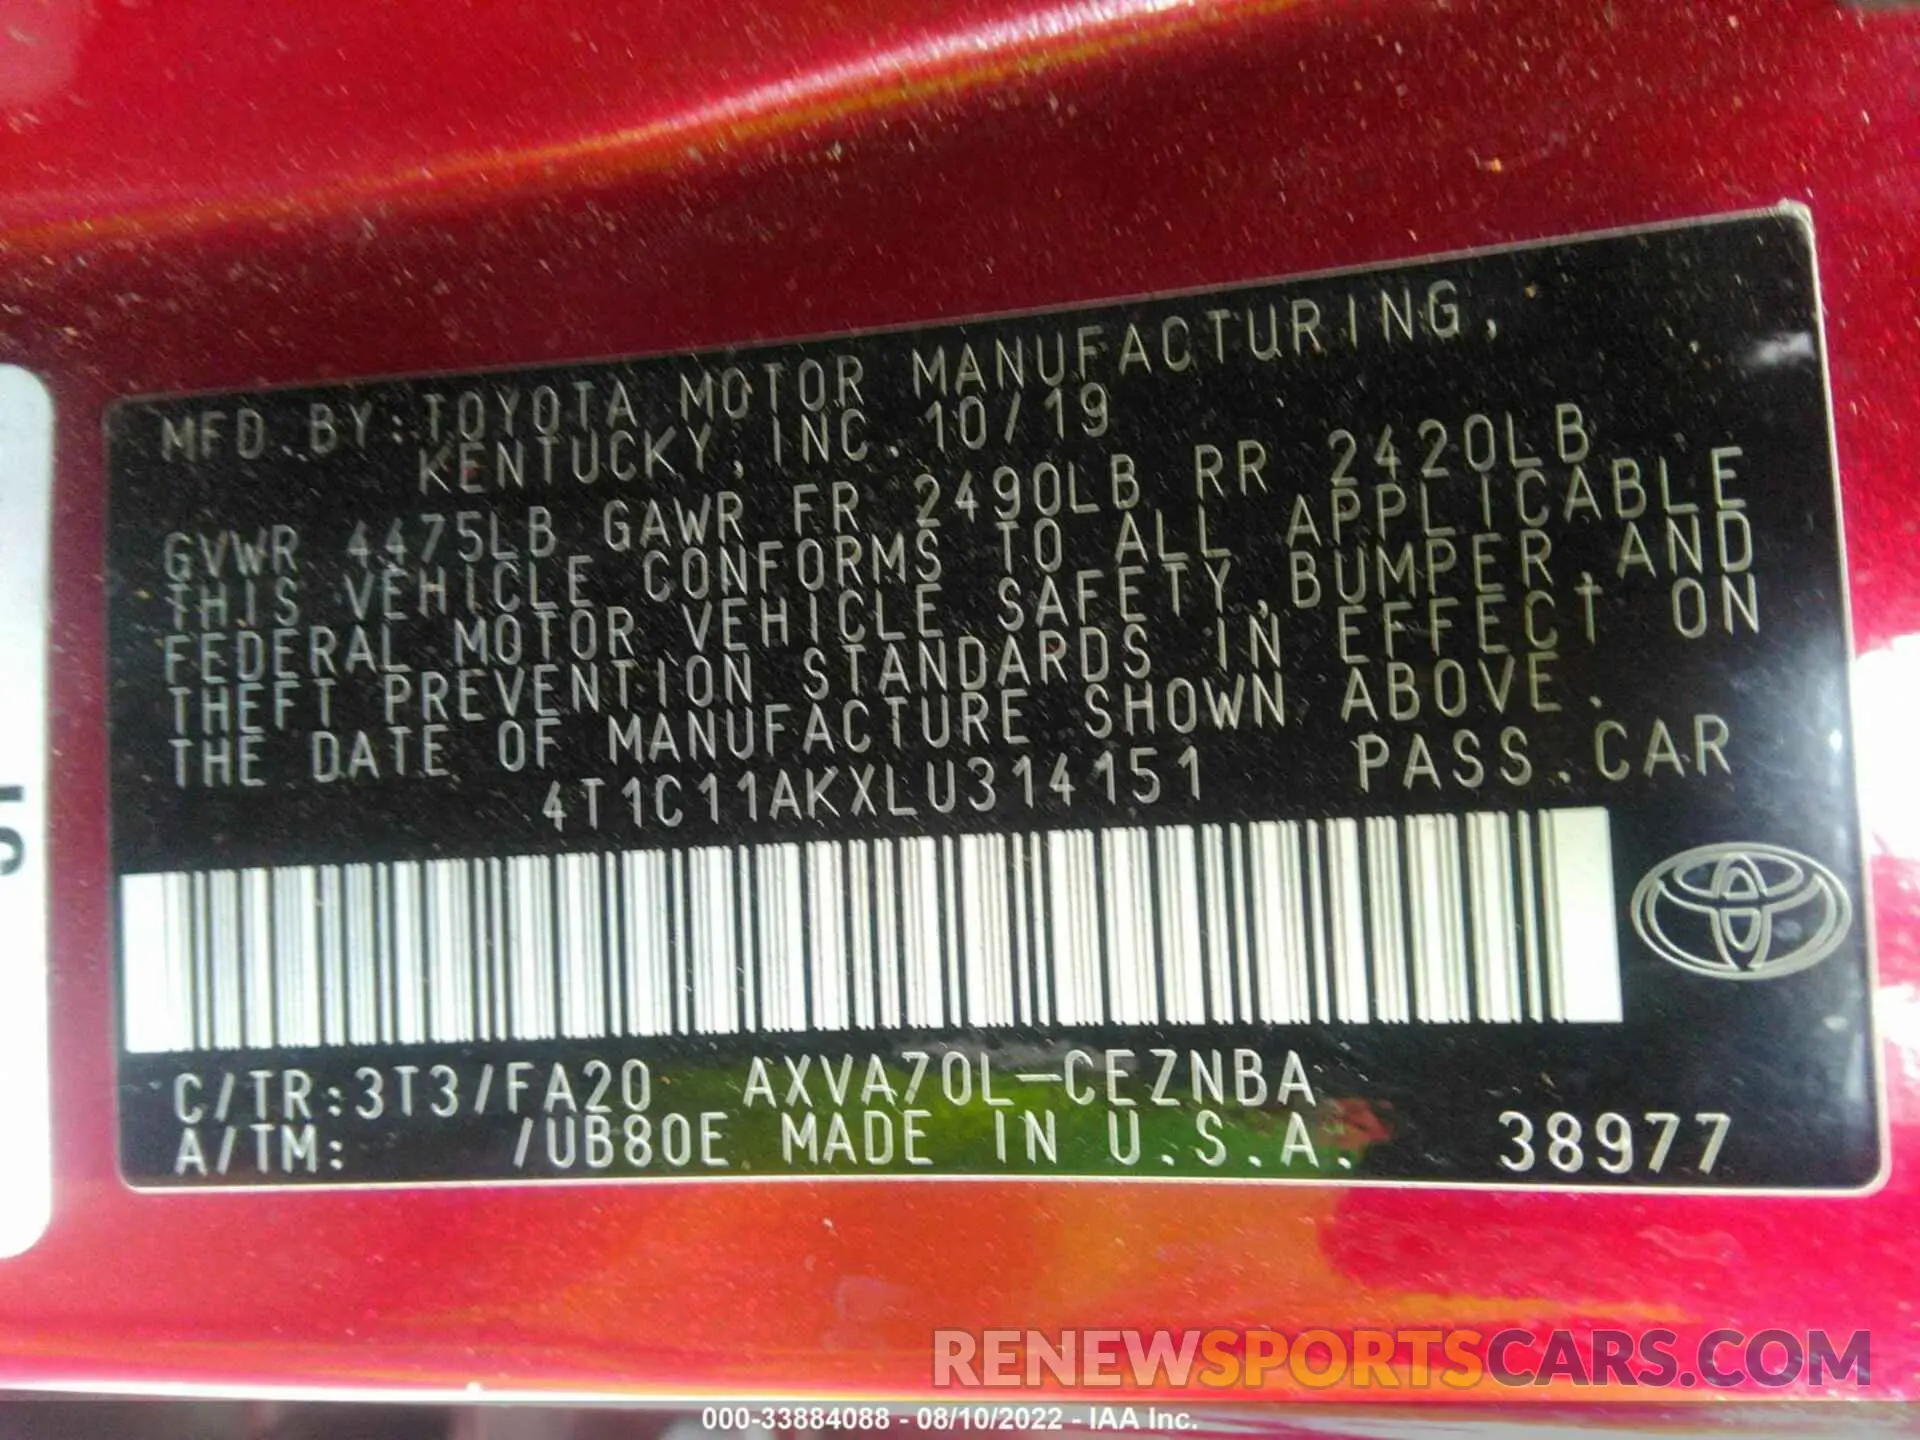 MFD.BY:TOYOTA MOTOR MANUFACTURING,
KENTUCKY,INC.10/19
GVWR 4475LB GAWR FR 2490LB RR 2420LB
THIS VEHICLE CONFORMS TO ALL APPLICABLE
FEDERAL MOTOR VEHICLE SAFETY,BUMPER,AND
THEFT PREVENTION STANDARDS IN EFFECT ON
THE DATE OF MANUFACTURE SHOWN ABOVE.
4T1C11AKXLU314151 PASS.CAR
C/TR:3T3/FA20 AXVA70L-CEZNBA
A/TM: /UB80E MADE IN U.S.A. 38977
RENEWSPORTSCARS.COM
000-33884088 - 08/10/2022 - IAA Inc.